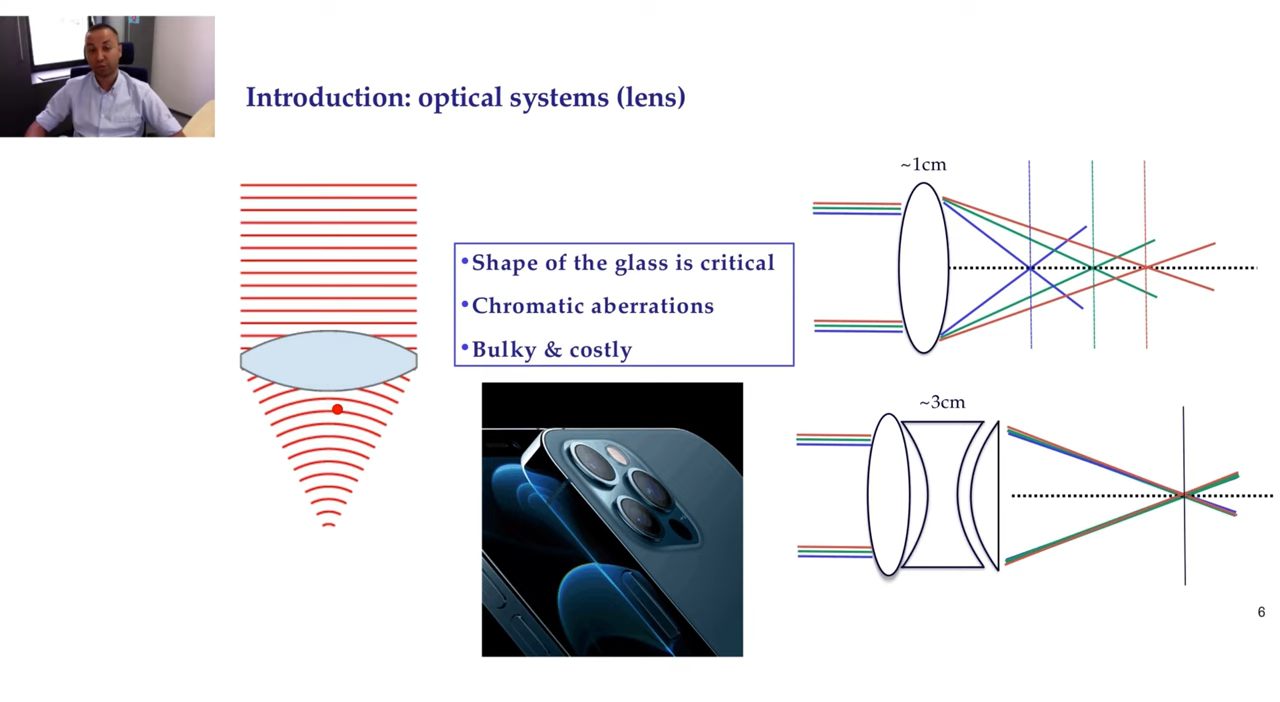 Introduction: optical systems (lens)
~1cm
•Shape of the glass is critical
•Chromatic aberrations
•Bulky & costly
~3cm
6